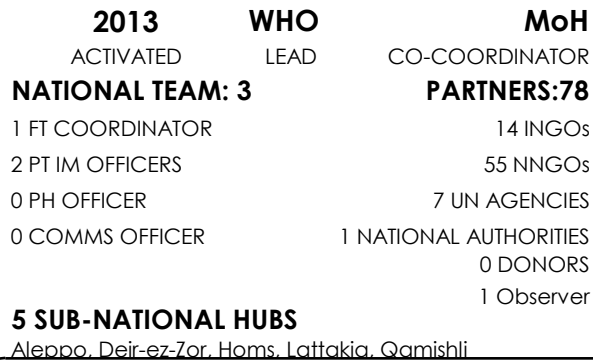 2013 WHO MoH
ACTIVATED LEAD CO-COORDINATOR
NATIONAL TEAM: 3 PARTNERS:78
1 FT COORDINATOR 14 INGOs
2 PT IM OFFICERS 55 NNGOs
0 PH OFFICER 7 UN AGENCIES
0 COMMS OFFICER 1 NATIONAL AUTHORITIES
0 DONORS
1 Observer
5 SUB-NATIONAL HUBS
Aleppo, Deir-ez-Zor, Homs, Lattakia, Qamishli